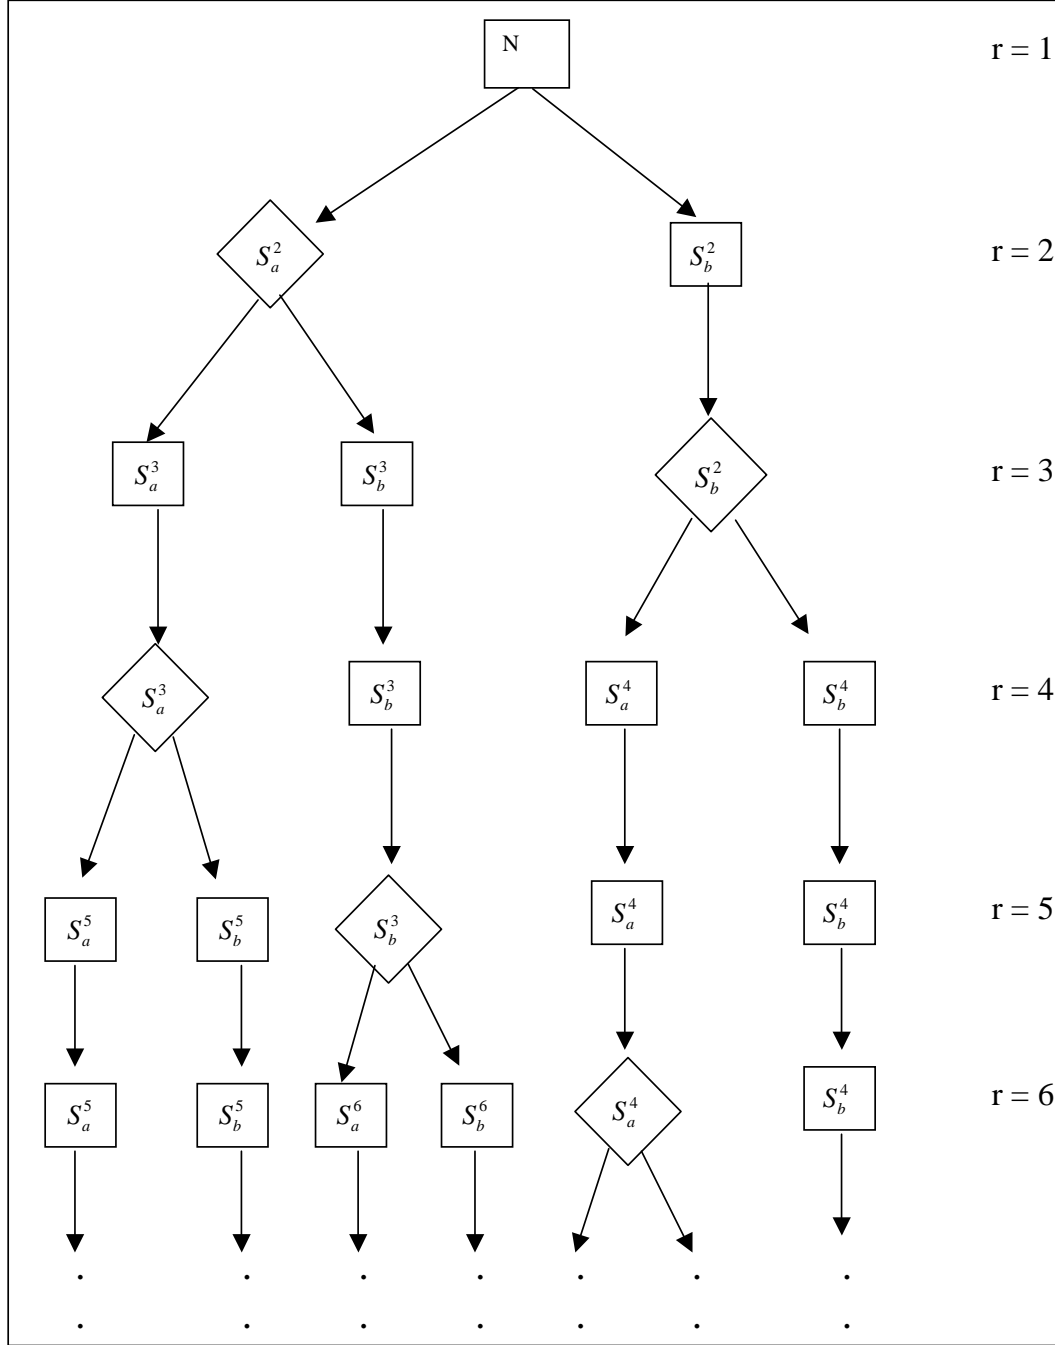 N r = 1
$S_a^2$ $S_b^2$ r = 2
$S_a^3$ $S_b^3$ $S_b^2$ r = 3
$S_a^3$ $S_b^3$ $S_a^4$ $S_b^4$ r = 4
$S_a^5$ $S_b^5$ $S_b^3$ $S_a^4$ $S_b^4$ r = 5
$S_a^5$ $S_b^5$ $S_a^6$ $S_b^6$ $S_a^4$ $S_b^4$ r = 6
. . . . . . .
. . . . . . .